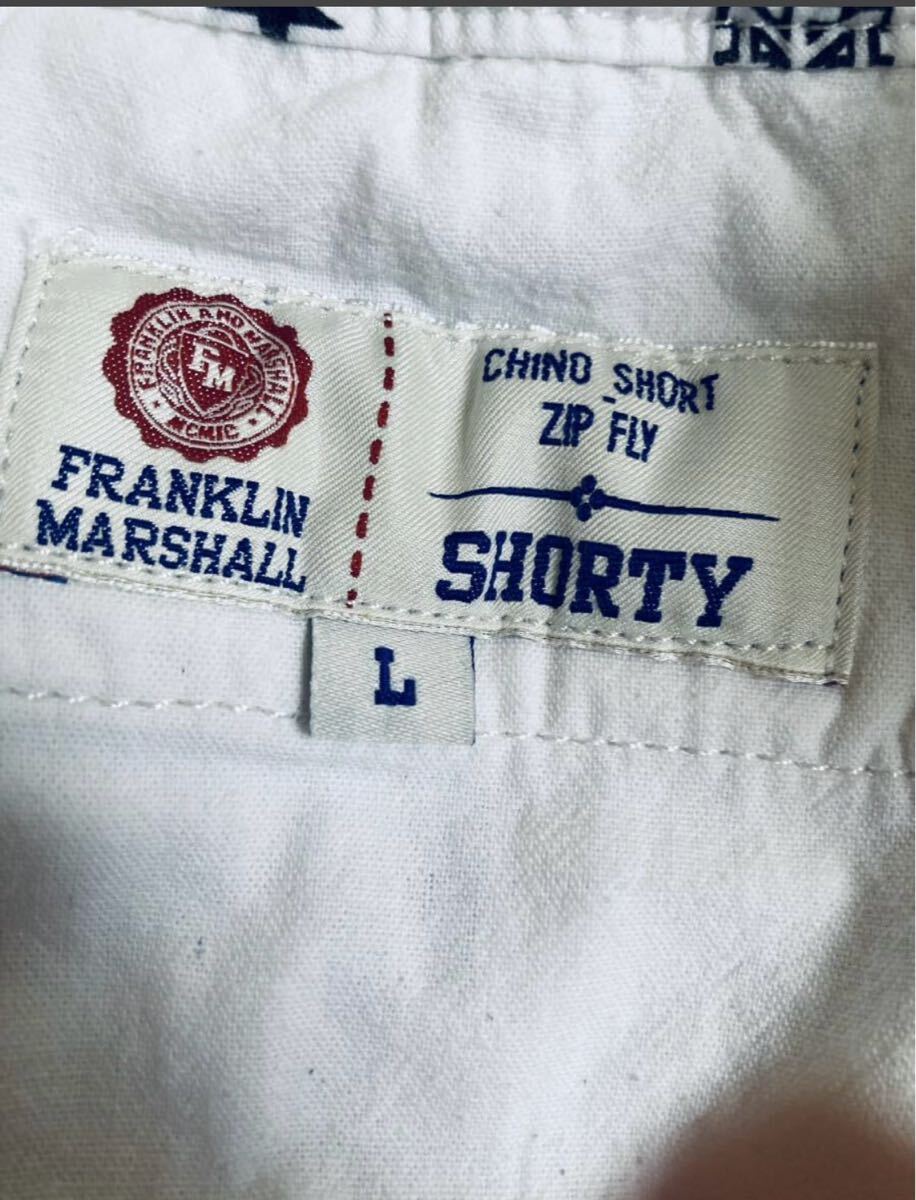 FRANKLIN AND MARSHALL
FM
MCMIC
FRANKLIN
MARSHALL
CHINO SHORT
ZIP FLY
SHORTY
L